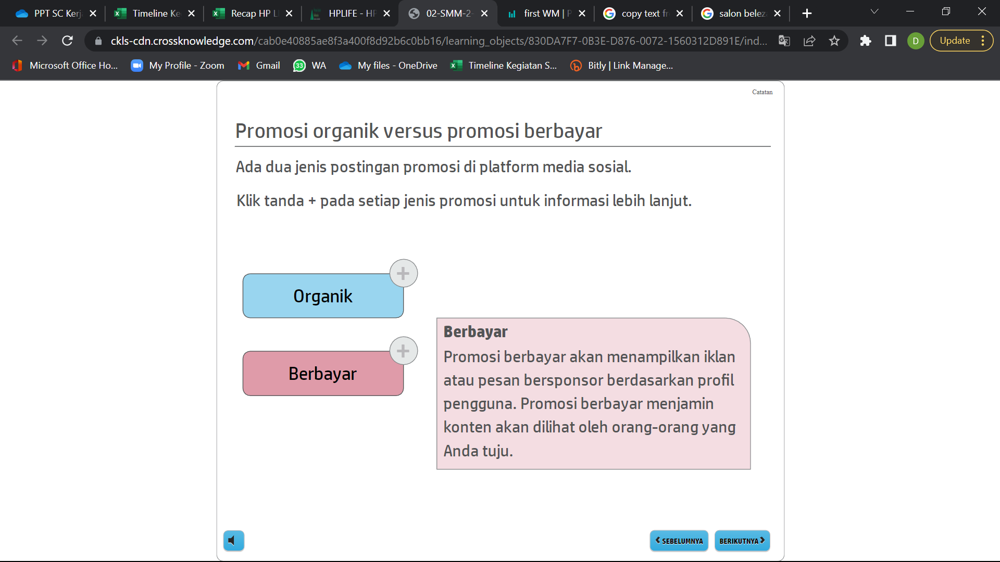 PPT SC Kerj
Timeline Ke
Recap HP L
HPLIFE - HP
02-SMM-2-
first WM | P
copy text fr
salon belez
ckls-cdn.crossknowledge.com/cab0e40885ae8f3a400f8d92b6c0bb16/learning_objects/830DA7F7-0B3E-D876-0072-1560312D891E/ind...
D
Update
Microsoft Office Ho...
My Profile - Zoom
Gmail
33
WA
My files - OneDrive
Timeline Kegiatan S...
Bitly | Link Manage...
Catatan
Promosi organik versus promosi berbayar
Ada dua jenis postingan promosi di platform media sosial.
Klik tanda + pada setiap jenis promosi untuk informasi lebih lanjut.
+
Organik
+
Berbayar
Berbayar
Promosi berbayar akan menampilkan iklan
atau pesan bersponsor berdasarkan profil
pengguna. Promosi berbayar menjamin
konten akan dilihat oleh orang-orang yang
Anda tuju.
SEBELUMNYA
BERIKUTNYA